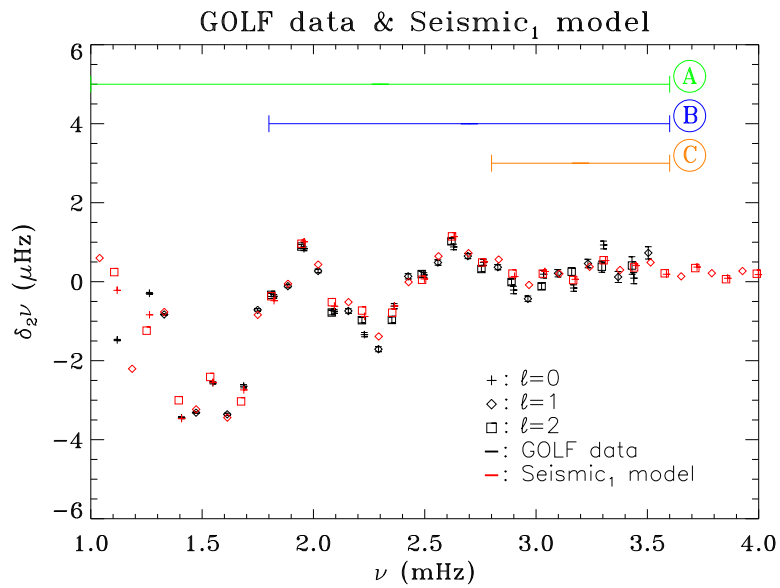 GOLF data & Seismic₁ model
6
4
2
0
−2
−4
−6
δ₂ν (μHz)
A
B
C
+ : ℓ=0
◇ : ℓ=1
□ : ℓ=2
− : GOLF data
− : Seismic₁ model
1.0 1.5 2.0 2.5 3.0 3.5 4.0
ν (mHz)